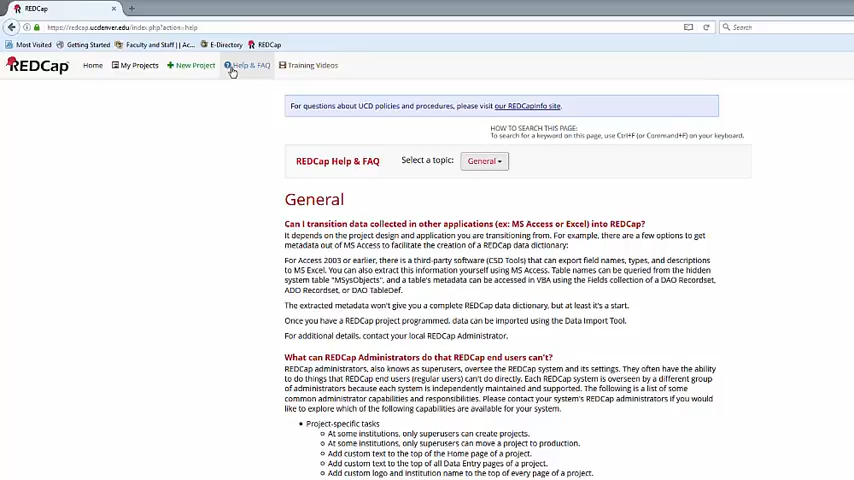 REDCap
https://redcap.ucdenver.edu/index.php?action=help
Search
Most Visited Getting Started Faculty and Staff | | Ac... E-Directory REDCap
REDCap Home My Projects New Project Help & FAQ Training Videos
For questions about UCD policies and procedures, please visit our REDCapInfo site.
HOW TO SEARCH THIS PAGE:
To search for a keyword on this page, use Ctrl+F (or Command+F) on your keyboard.
REDCap Help & FAQ Select a topic: General
General
Can I transition data collected in other applications (ex: MS Access or Excel) into REDCap?
It depends on the project design and application you are transitioning from. For example, there are a few options to get
metadata out of MS Access to facilitate the creation of a REDCap data dictionary:
For Access 2003 or earlier, there is a third-party software (CSD Tools) that can export field names, types, and descriptions
to MS Excel. You can also extract this information yourself using MS Access. Table names can be queried from the hidden
system table "MSysObjects", and a table's metadata can be accessed in VBA using the Fields collection of a DAO Recordset,
ADO Recordset, or DAO TableDef.
The extracted metadata won't give you a complete REDCap data dictionary, but at least it's a start.
Once you have a REDCap project programmed, data can be imported using the Data Import Tool.
For additional details, contact your local REDCap Administrator.
What can REDCap Administrators do that REDCap end users can't?
REDCap administrators, also known as superusers, oversee the REDCap system and its settings. They often have the ability
to do things that REDCap end users (regular users) can't do directly. Each REDCap system is overseen by a different group
of administrators because each system is independently maintained and supported. The following is a list of some
common administrator capabilities and responsibilities. Please contact your system's REDCap administrators if you would
like to explore which of the following capabilities are available for your system.
• Project-specific tasks
At some institutions, only superusers can create projects.
At some institutions, only superusers can move a project to production.
Add custom text to the top of the Home page of a project.
Add custom text to the top of all Data Entry pages of a project.
Add custom logo and institution name to the top of every page of a project.